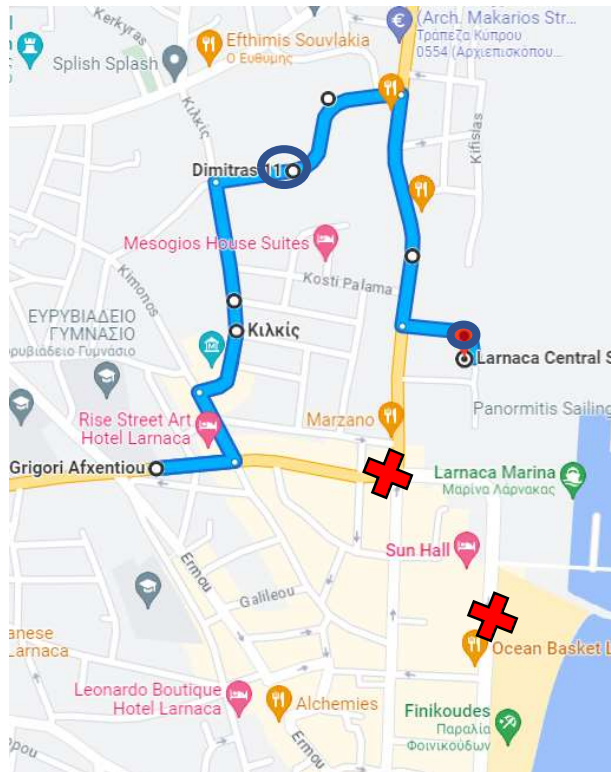 Kerkyras
(Arch. Makarios Str...
Τράπεζα Κύπρου
0554 (Αρχιεπισκόπου...
Efthimis Souvlakia
Ο Ευθύμης
Splish Splash
Κιλκίς
Kifisias
Dimitras 11
Mesogios House Suites
Kosti Palama
Kimonos
ΕΥΡΥΒΙΑΔΕΙΟ
ΓΥΜΝΑΣΙΟ
Κιλκίς
Larnaca Central S
Panormitis Sailing
Rise Street Art
Hotel Larnaca
Marzano
Grigori Afxentiou
Larnaca Marina
Μαρίνα Λάρνακας
Sun Hall
Ermou
Galileou
Larnaca
Ocean Basket L
Leonardo Boutique
Hotel Larnaca
Alchemies
Ermou
Finikoudes
Παραλία
Φοινικούδων